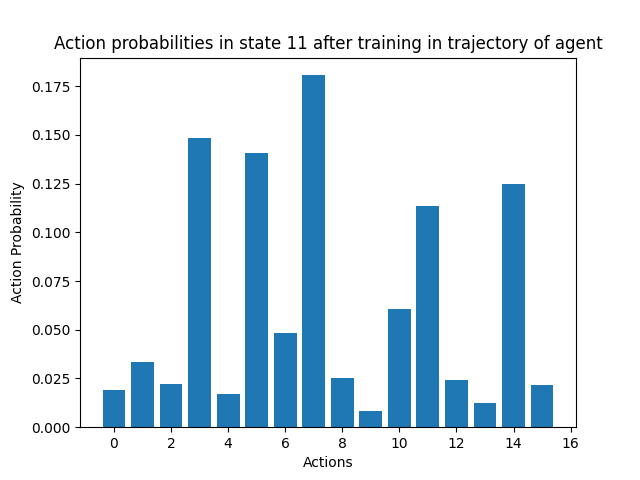 Action probabilities in state 11 after training in trajectory of agent
0.175
0.150
0.125
0.100
0.075
0.050
0.025
0.000
Action Probability
0 2 4 6 8 10 12 14 16
Actions